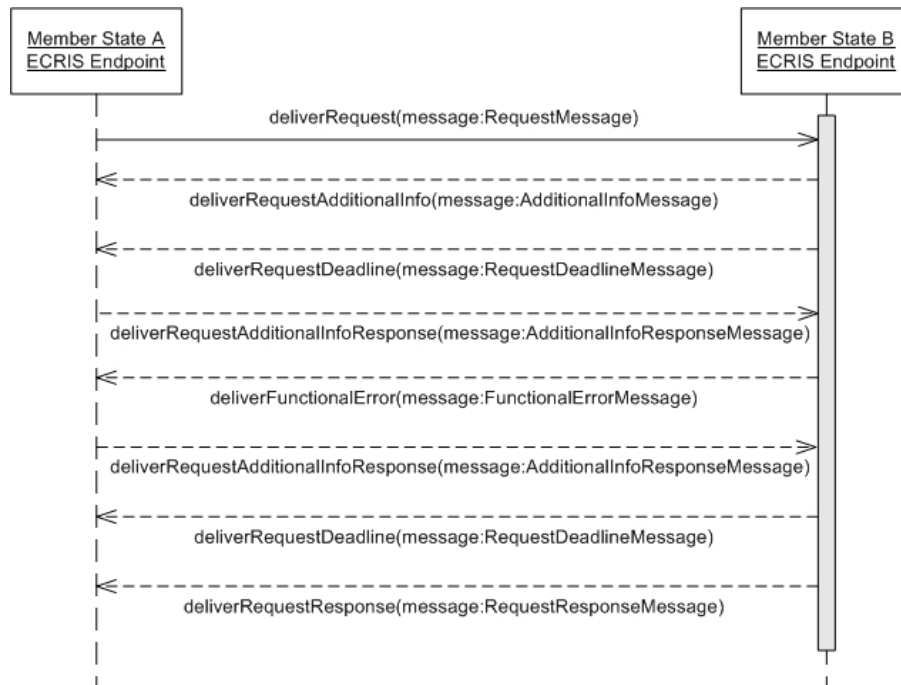 Member State A
ECRIS Endpoint
Member State B
ECRIS Endpoint
deliverRequest(message:RequestMessage)
deliverRequestAdditionalInfo(message:AdditionalInfoMessage)
deliverRequestDeadline(message:RequestDeadlineMessage)
deliverRequestAdditionalInfoResponse(message:AdditionalInfoResponseMessage)
deliverFunctionalError(message:FunctionalErrorMessage)
deliverRequestAdditionalInfoResponse(message:AdditionalInfoResponseMessage)
deliverRequestDeadline(message:RequestDeadlineMessage)
deliverRequestResponse(message:RequestResponseMessage)